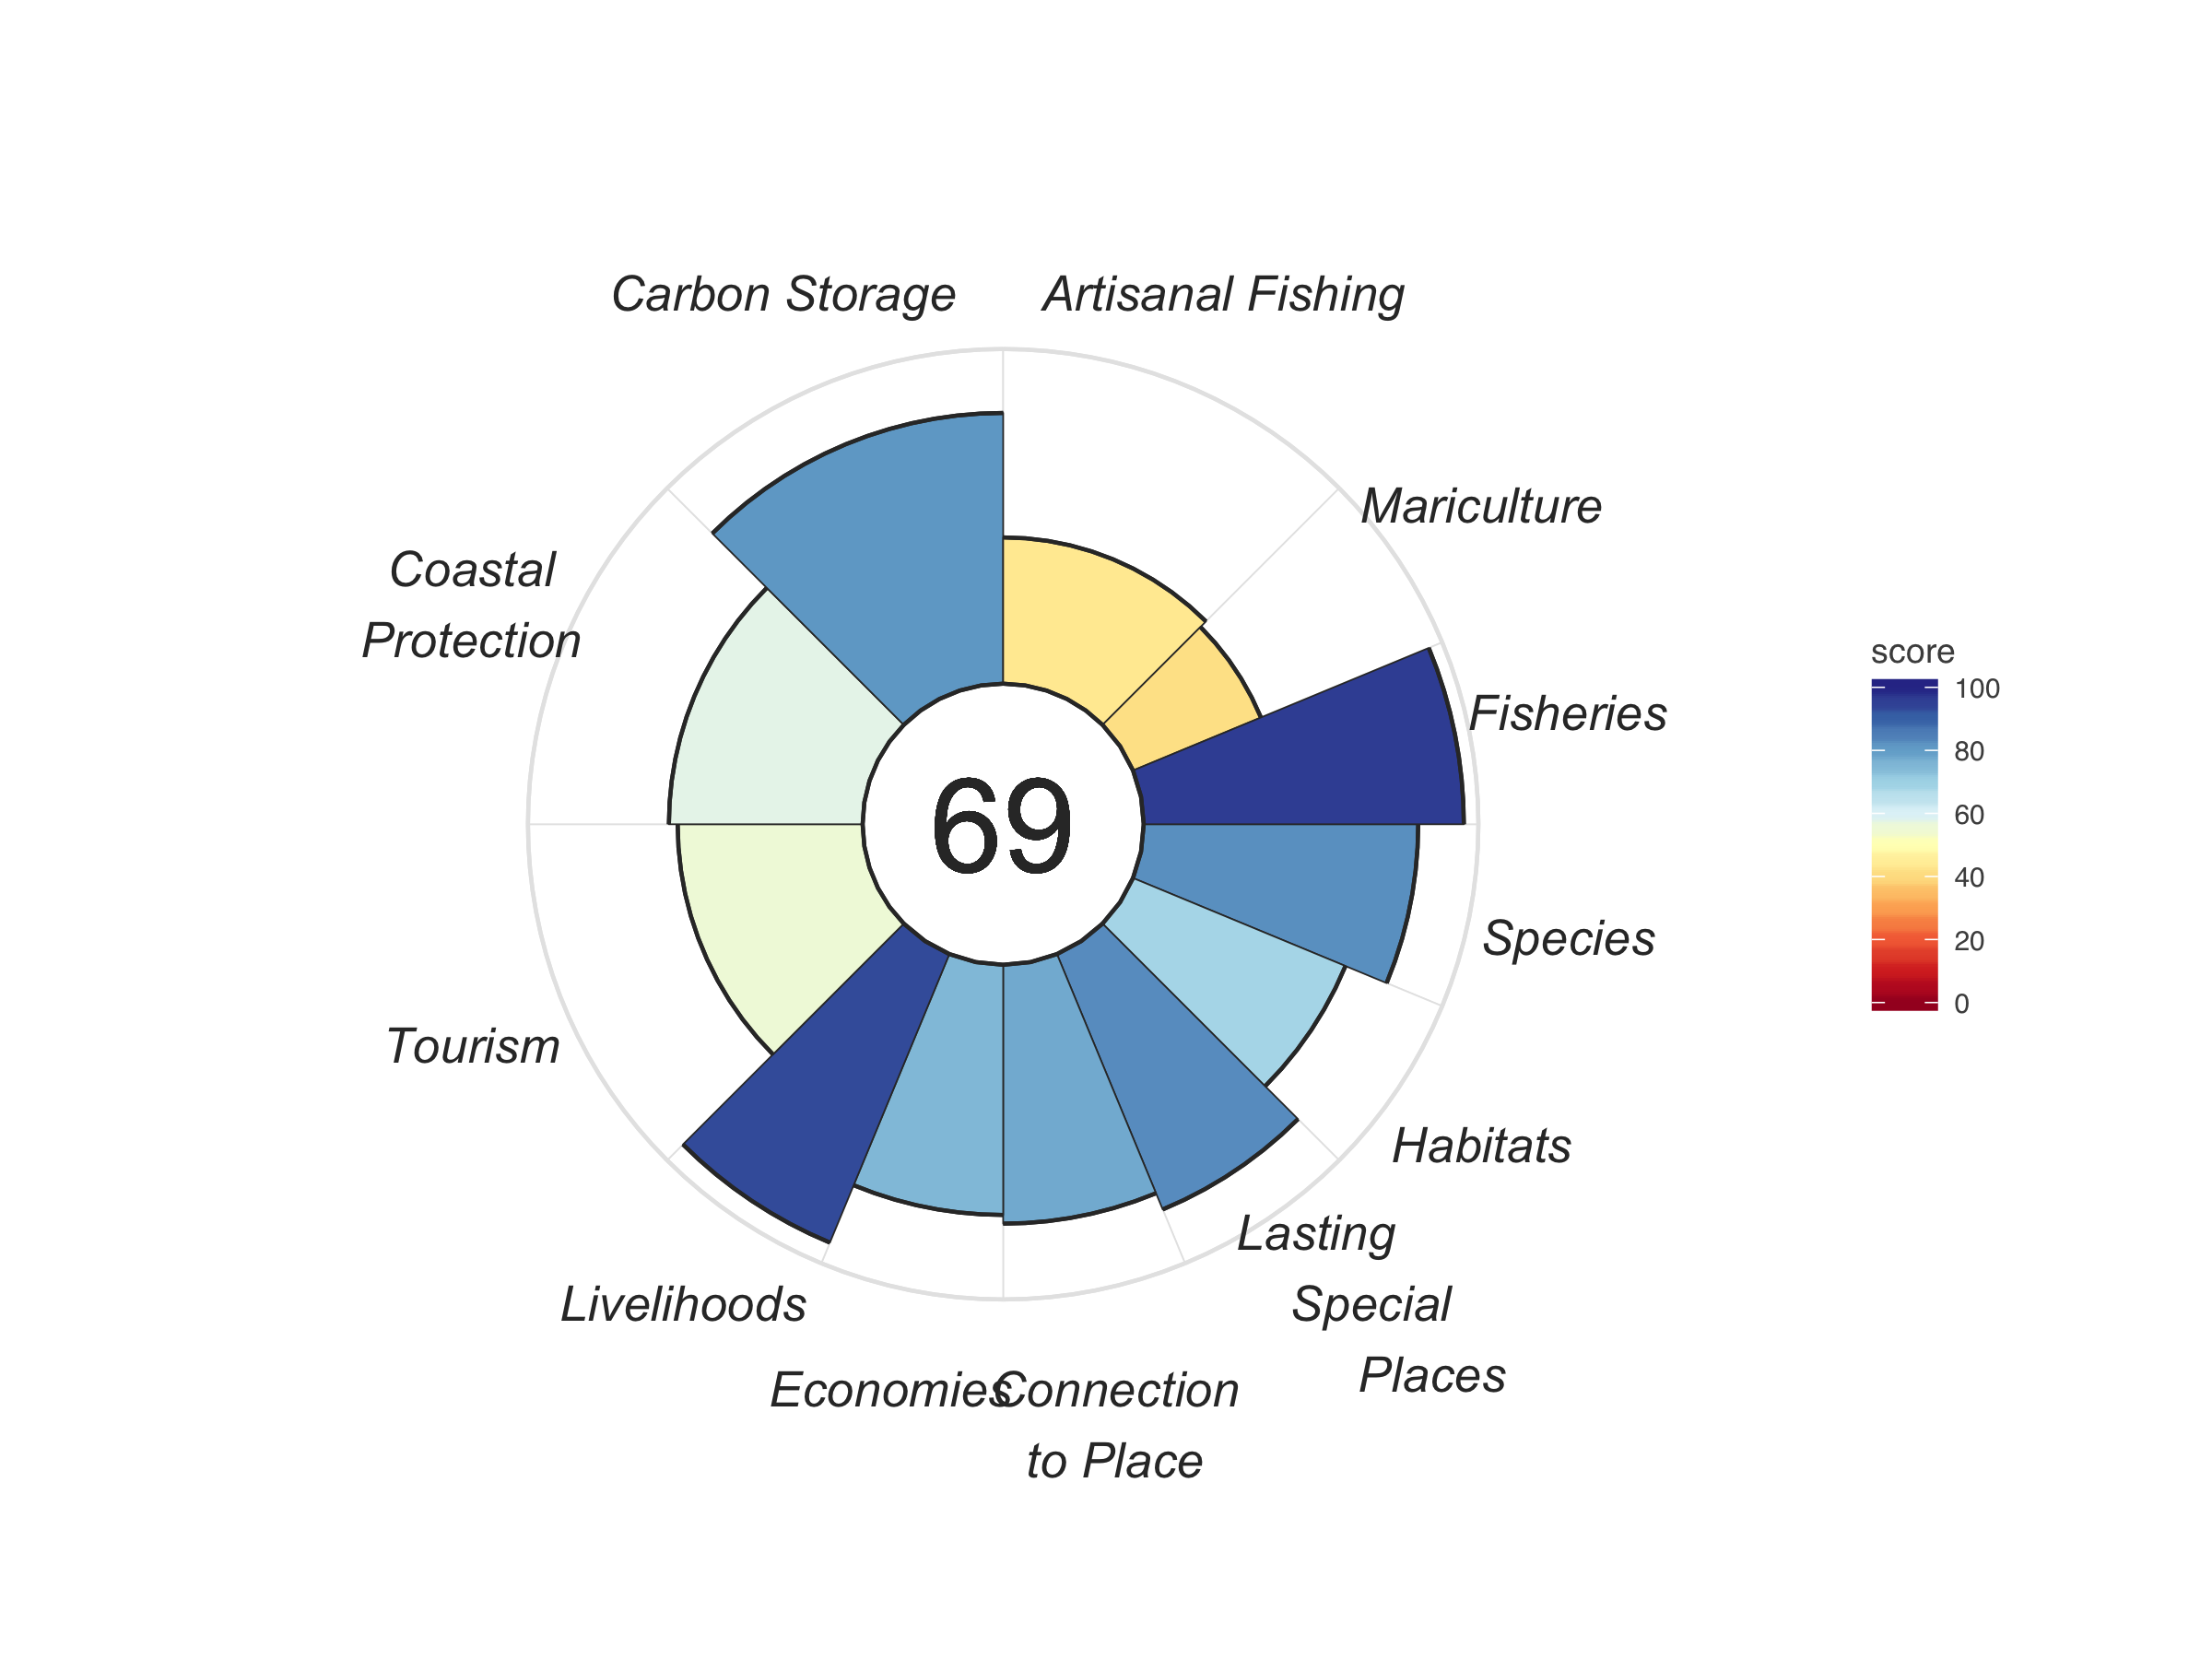 Carbon Storage
Artisanal Fishing
Mariculture
Coastal
Protection
Fisheries
score
100
80
60
40
20
0
69
Species
Tourism
Habitats
Lasting
Special
Places
Livelihoods
Economies
Connection
to Place